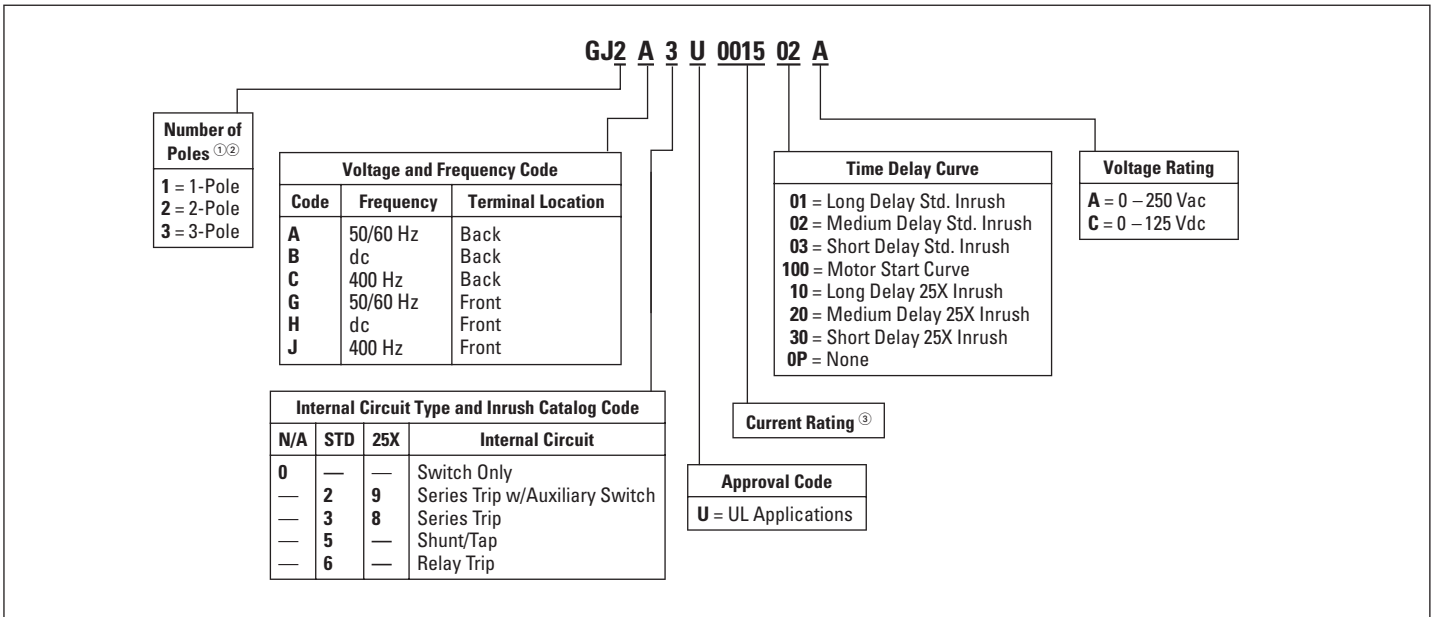 GJ2 A 3 U 0015 02 A
Number of
Poles ①②
1 = 1-Pole
2 = 2-Pole
3 = 3-Pole
Voltage and Frequency Code
Code Frequency Terminal Location
A 50/60 Hz Back
B dc Back
C 400 Hz Back
G 50/60 Hz Front
H dc Front
J 400 Hz Front
Internal Circuit Type and Inrush Catalog Code
N/A STD 25X Internal Circuit
0 — — Switch Only
— 2 9 Series Trip w/Auxiliary Switch
— 3 8 Series Trip
— 5 — Shunt/Tap
— 6 — Relay Trip
Approval Code
U = UL Applications
Current Rating ③
Time Delay Curve
01 = Long Delay Std. Inrush
02 = Medium Delay Std. Inrush
03 = Short Delay Std. Inrush
100 = Motor Start Curve
10 = Long Delay 25X Inrush
20 = Medium Delay 25X Inrush
30 = Short Delay 25X Inrush
0P = None
Voltage Rating
A = 0 – 250 Vac
C = 0 – 125 Vdc